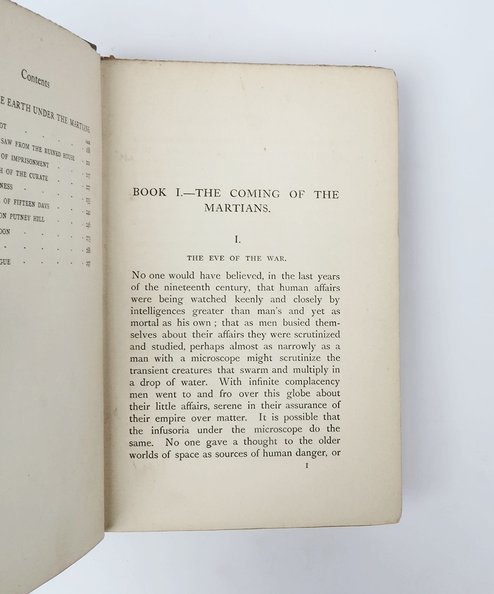 Contents
E EARTH UNDER THE MARTIANS
OT
SAW FROM THE RUINED HOUSE
OF IMPRISONMENT
H OF THE CURATE
NESS
OF FIFTEEN DAYS
ON PUTNEY HILL
DON
GUE
BOOK I.—THE COMING OF THE
MARTIANS.
I.
THE EVE OF THE WAR.
No one would have believed, in the last years
of the nineteenth century, that human affairs
were being watched keenly and closely by
intelligences greater than man's and yet as
mortal as his own ; that as men busied them-
selves about their affairs they were scrutinized
and studied, perhaps almost as narrowly as a
man with a microscope might scrutinize the
transient creatures that swarm and multiply in
a drop of water. With infinite complacency
men went to and fro over this globe about
their little affairs, serene in their assurance of
their empire over matter. It is possible that
the infusoria under the microscope do the
same. No one gave a thought to the older
worlds of space as sources of human danger, or
1